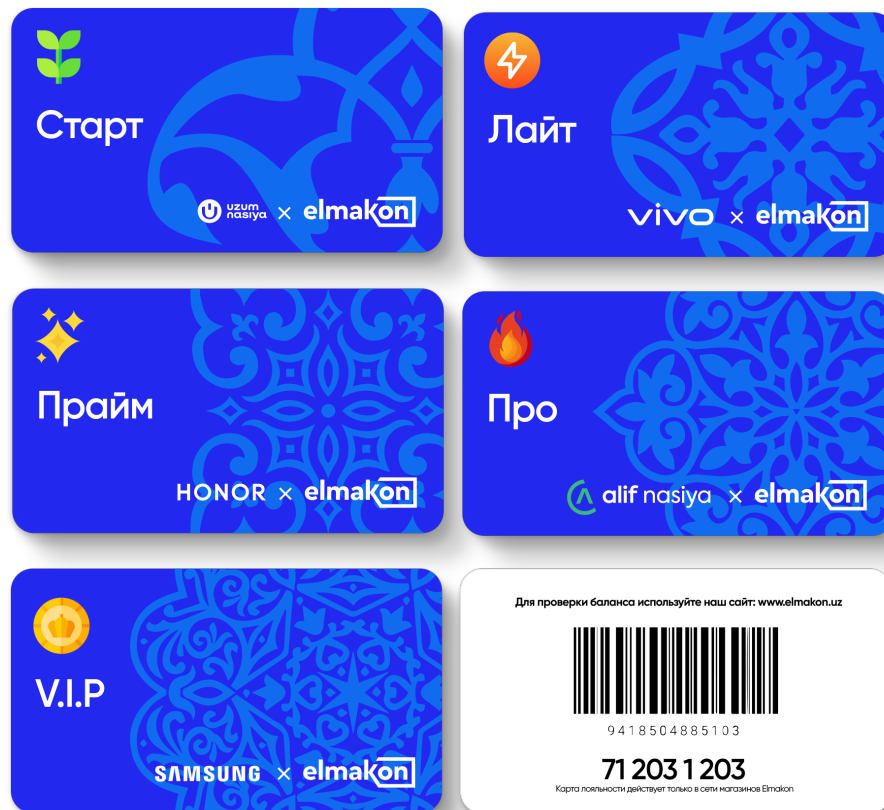 Старт
uzum nasiya × elmakon
Лайт
vivo × elmakon
Прайм
HONOR × elmakon
Про
alif nasiya × elmakon
V.I.P
SAMSUNG × elmakon
Для проверки баланса используйте наш сайт: www.elmakon.uz
9418504885103
71 203 1 203
Карта лояльности действует только в сети магазинов Elmakon